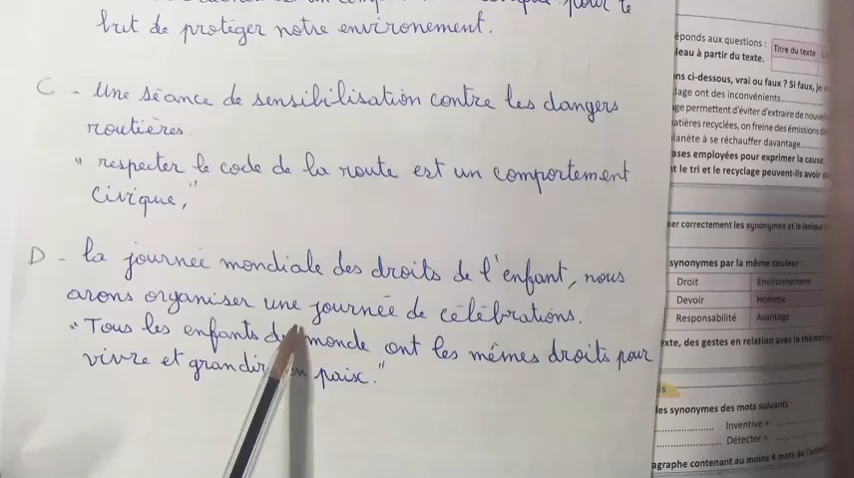 pour le
but de protéger notre environement.
C - Une séance de sensibilisation contre les dangers
routières.
" respecter le code de la route est un comportement
civique,"
D - la journée mondiale des droits de l'enfant, nous
avons organiser une journée de célébrations.
"Tous les enfants du monde ont les mêmes droits pour
vivre et grandir en paix."
éponds aux questions :
leau à partir du texte.
Titre du texte
ns ci-dessous, vrai ou faux ? Si faux, je
lage ont des inconvénients
ge permettent d'éviter d'extraire de
atières recyclées, on freine des émissions
lanète à se réchauffer davantage
ases employées pour exprimer la cause.
t le tri et le recyclage peuvent-ils avoir
ser correctement les synonymes et le lexique
synonymes par la même couleur :
Droit Environnement
Devoir Homme
Responsabilité Avantage
exte, des gestes en relation avec la
les synonymes des mots suivants :
Inventive =
Détecter =
agraphe contenant au moins 4 mots de